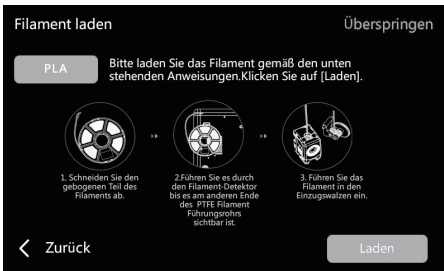 Filament laden
Überspringen
PLA
Bitte laden Sie das Filament gemäß den unten
stehenden Anweisungen.Klicken Sie auf [Laden].
1. Schneiden Sie den
gebogenen Teil des
Filaments ab.
2.Führen Sie es durch
den Filament-Detektor
bis es am anderen Ende
des PTFE Filament
Führungsrohrs
sichtbar ist.
3. Führen Sie das
Filament in den
Einzugswalzen ein.
Zurück
Laden